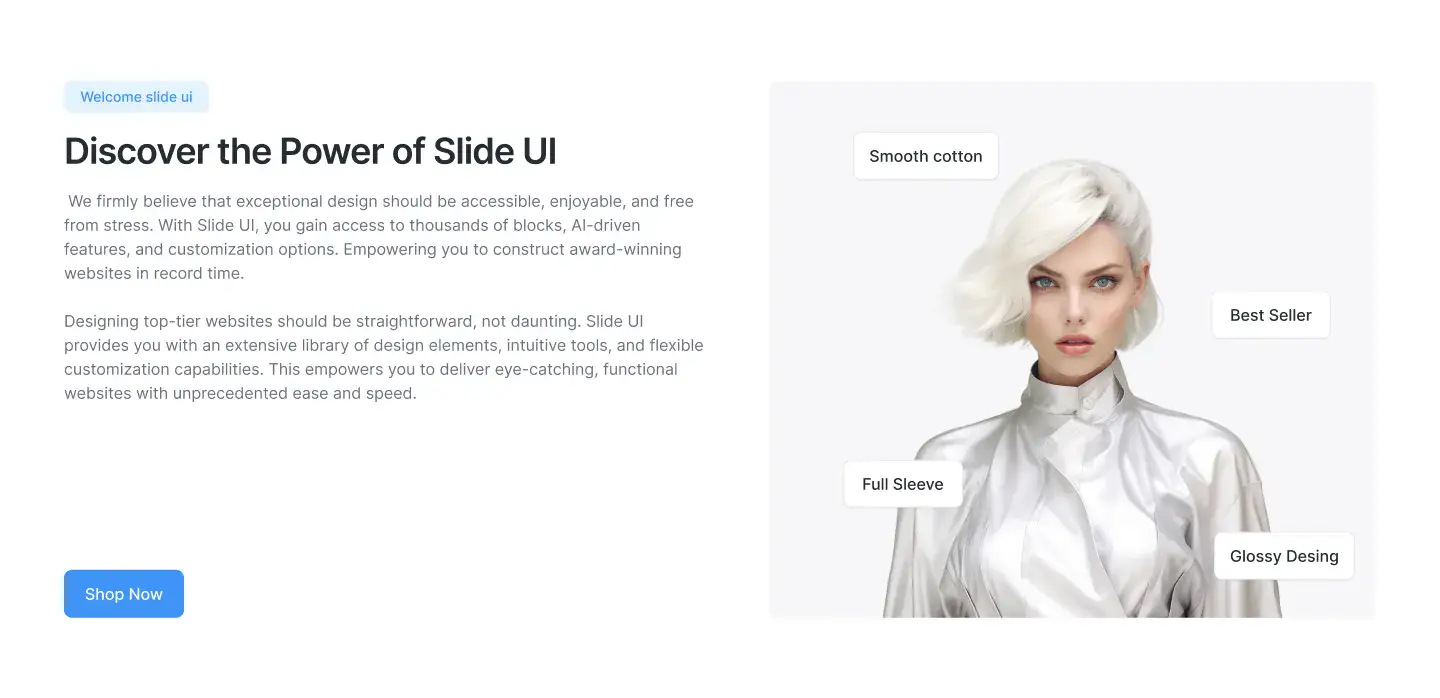 Welcome slide ui
Discover the Power of Slide UI
We firmly believe that exceptional design should be accessible, enjoyable, and free
from stress. With Slide UI, you gain access to thousands of blocks, AI-driven
features, and customization options. Empowering you to construct award-winning
websites in record time.
Designing top-tier websites should be straightforward, not daunting. Slide UI
provides you with an extensive library of design elements, intuitive tools, and flexible
customization capabilities. This empowers you to deliver eye-catching, functional
websites with unprecedented ease and speed.
Shop Now
Smooth cotton
Best Seller
Full Sleeve
Glossy Desing